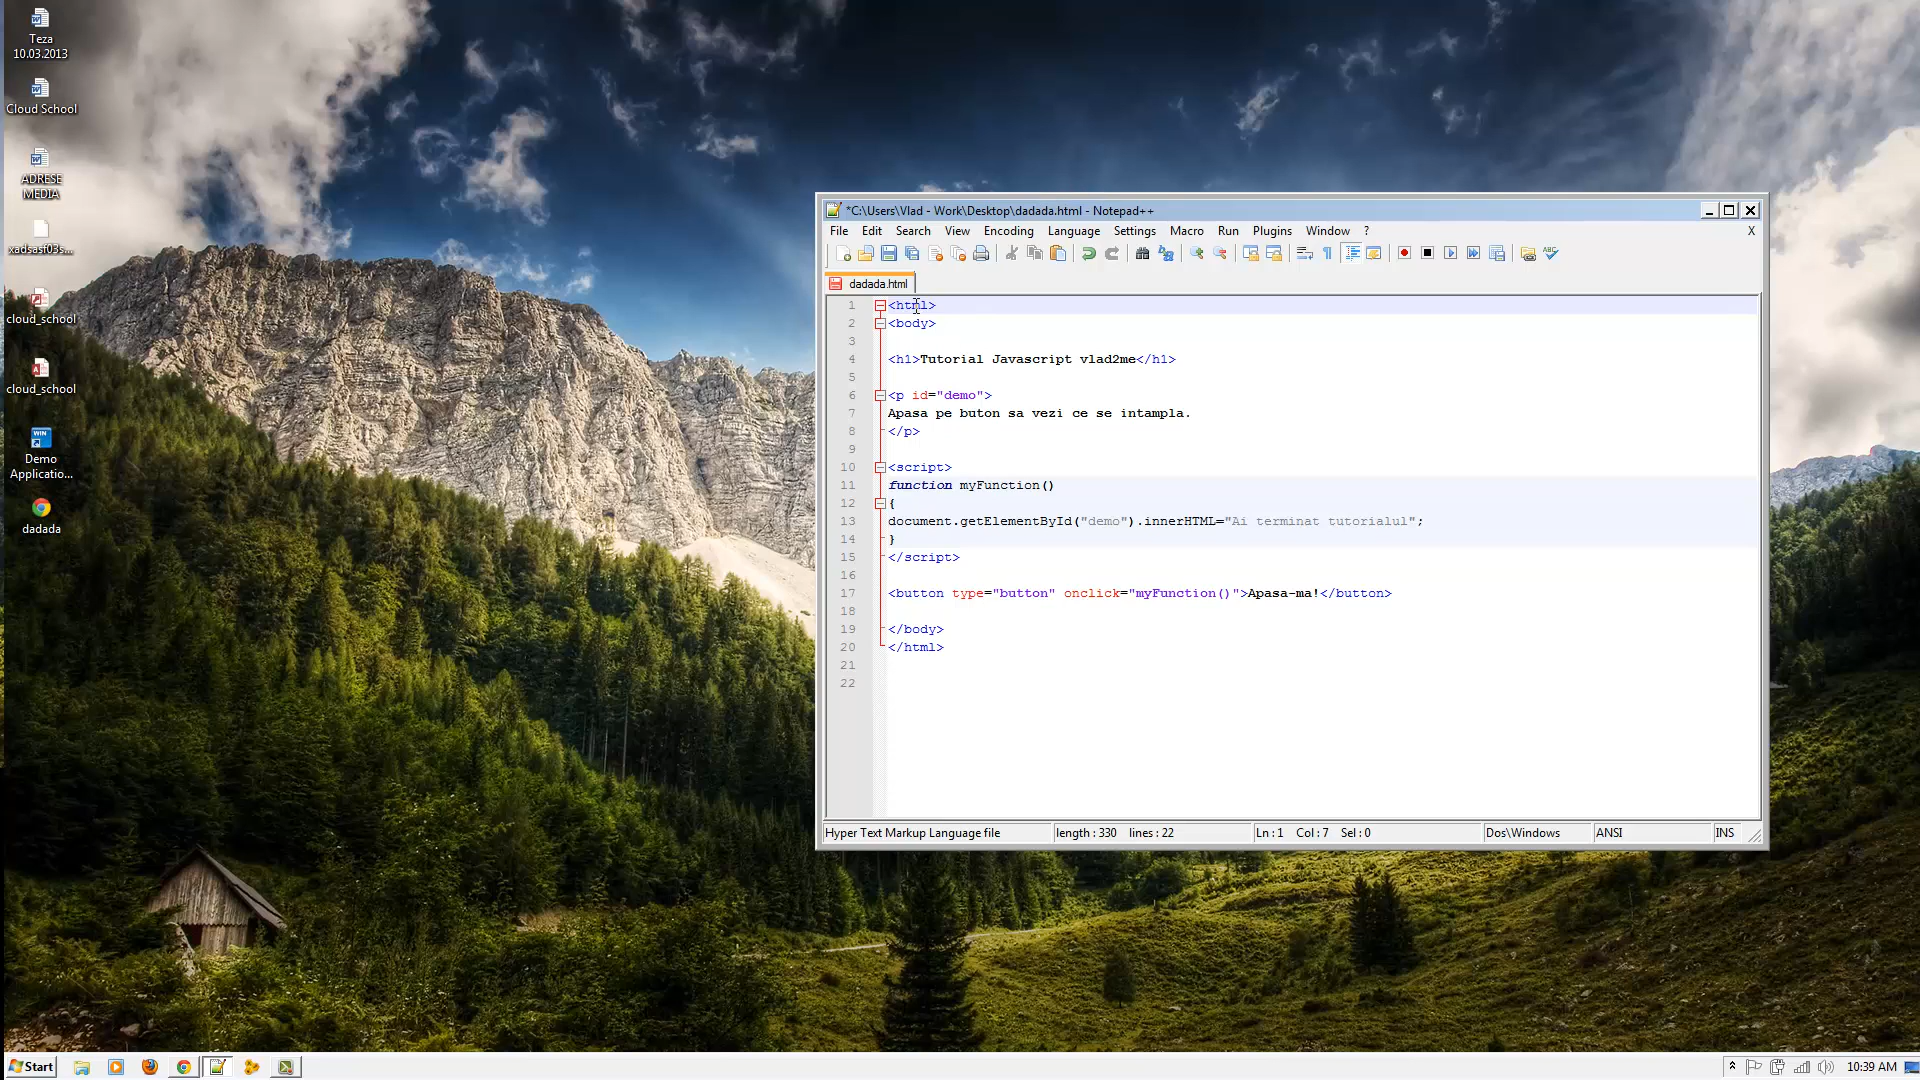 Teza
10.03.2013
Cloud School
ADRESE
MEDIA
xadsasf03s...
cloud_school
cloud_school
Demo
Applicatio...
dadada
*C:\Users\Vlad - Work\Desktop\dadada.html - Notepad++
File Edit Search View Encoding Language Settings Macro Run Plugins Window ? X
dadada.html
1 <html>
2 <body>
3
4 <h1>Tutorial Javascript vlad2me</h1>
5
6 <p id="demo">
7 Apasa pe buton sa vezi ce se intampla.
8 </p>
9
10 <script>
11 function myFunction()
12 {
13 document.getElementById("demo").innerHTML="Ai terminat tutorialul";
14 }
15 </script>
16
17 <button type="button" onclick="myFunction()">Apasa-ma!</button>
18
19 </body>
20 </html>
21
22
Hyper Text Markup Language file length : 330 lines : 22 Ln : 1 Col : 7 Sel : 0 Dos\Windows ANSI INS
Start 10:39 AM